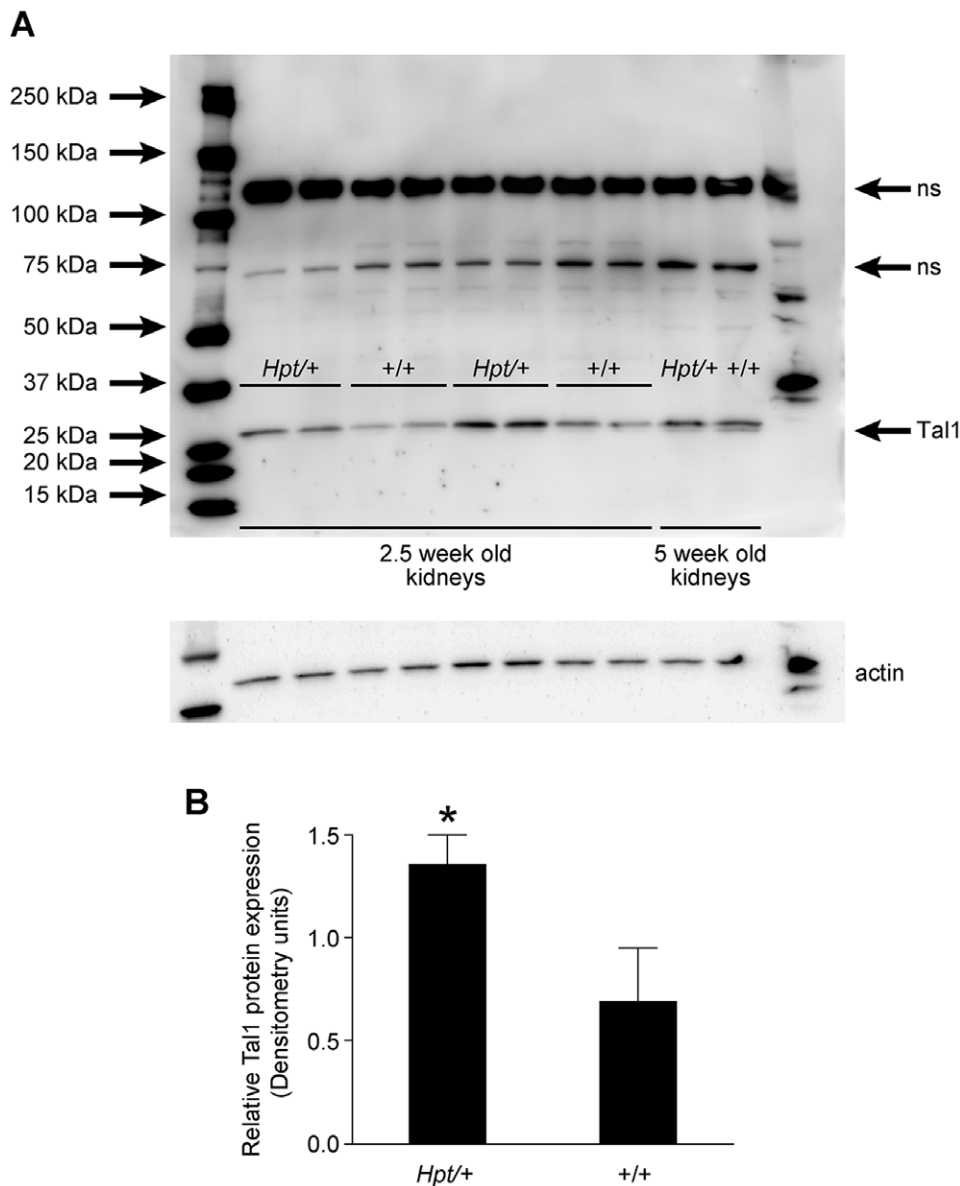 A
250 kDa
150 kDa
100 kDa
75 kDa
50 kDa
37 kDa
25 kDa
20 kDa
15 kDa
ns
ns
Hpt/+ +/+ Hpt/+ +/+ Hpt/+ +/+
Tal1
2.5 week old
kidneys
5 week old
kidneys
actin
B
Relative Tal1 protein expression
(Densitometry units)
1.5
1.0
0.5
0.0
*
Hpt/+ +/+